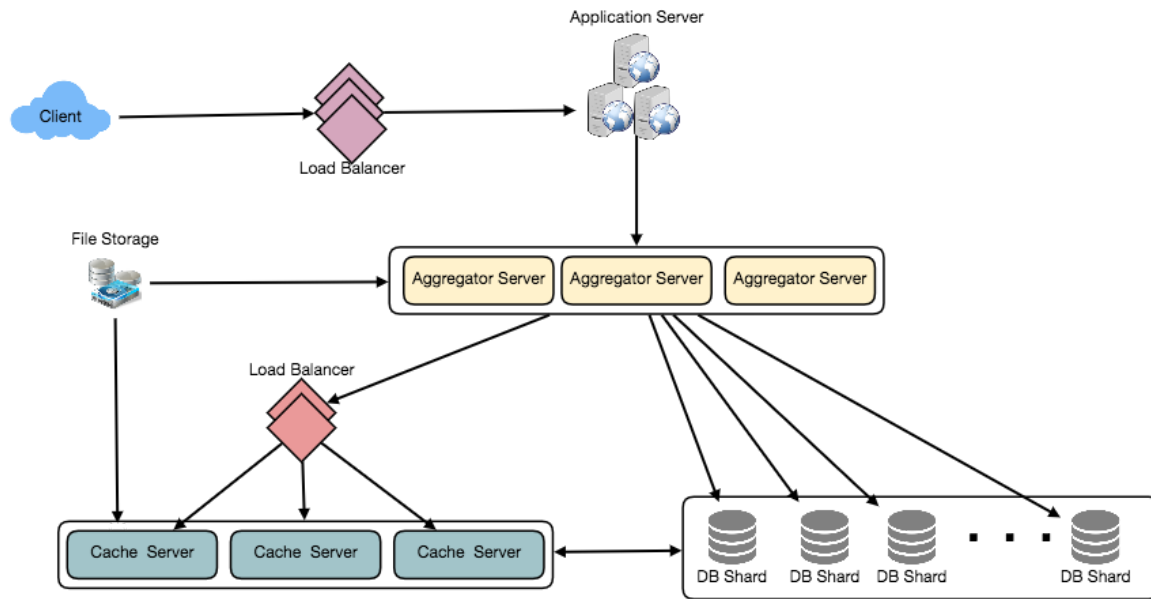 Application Server
Client
Load Balancer
File Storage
Aggregator Server
Aggregator Server
Aggregator Server
Load Balancer
Cache Server
Cache Server
Cache Server
DB Shard
DB Shard
DB Shard
DB Shard